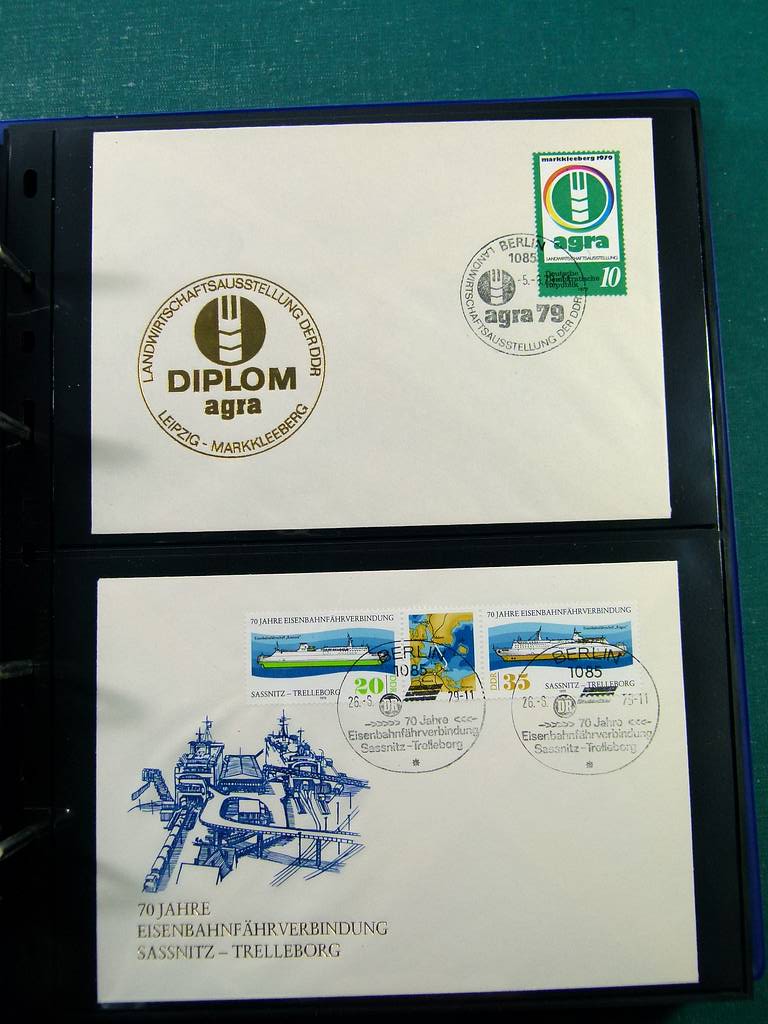 markkleeberg 1979
agra
LANDWIRTSCHAFTSAUSSTELLUNG
Deutsche
Demokratische
Republik
10
BERLIN
1085
agra 79
LANDWIRTSCHAFTSAUSSTELLUNG DER DDR
LANDWIRTSCHAFTSAUSSTELLUNG DER DDR
DIPLOM
agra
LEIPZIG - MARKKLEEBERG
70 JAHRE EISENBAHNFÄHRVERBINDUNG
SASSNITZ – TRELLEBORG
20
70 JAHRE EISENBAHNFÄHRVERBINDUNG
DDR
35
SASSNITZ – TRELLEBORG
BERLIN
1085
DR
79-11
70 Jahre
Eisenbahnfährverbindung
Sassnitz-Trelleborg
BERLIN
1085
DR
79-11
70 Jahre
Eisenbahnfährverbindung
Sassnitz-Trelleborg
70 JAHRE
EISENBAHNFÄHRVERBINDUNG
SASSNITZ – TRELLEBORG